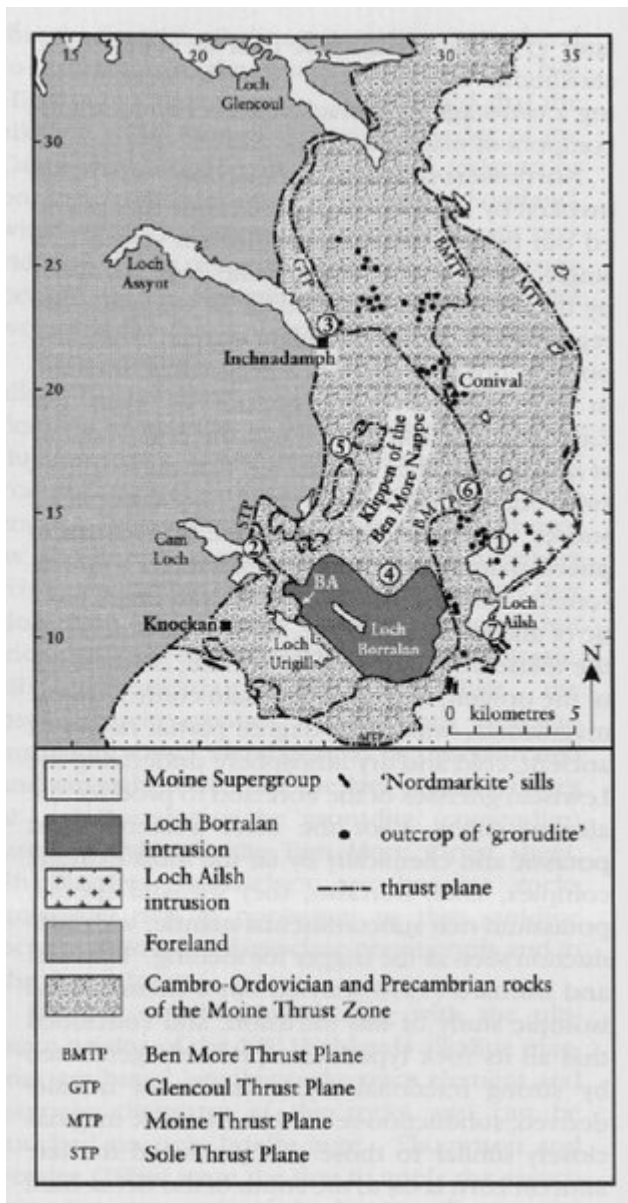 15
20
25
30
35
Loch
Glencoul
30
25
Loch
Assynt
GTP
BMTP
MTP
3
Inchnadamph
20
Conival
5
Klippen of the
Ben More Nappe
6
15
STP
B M T P
Cam
Loch
2
1
4
BA
Loch
Ailsh
Knockan
10
Loch
Urigill
Loch
Borralan
7
N
0 kilometres 5
MTP
Moine Supergroup
'Nordmarkite' sills
Loch Borralan
intrusion
outcrop of 'grorudite'
Loch Ailsh
intrusion
thrust plane
Foreland
Cambro-Ordovician and Precambrian rocks
of the Moine Thrust Zone
BMTP Ben More Thrust Plane
GTP Glencoul Thrust Plane
MTP Moine Thrust Plane
STP Sole Thrust Plane